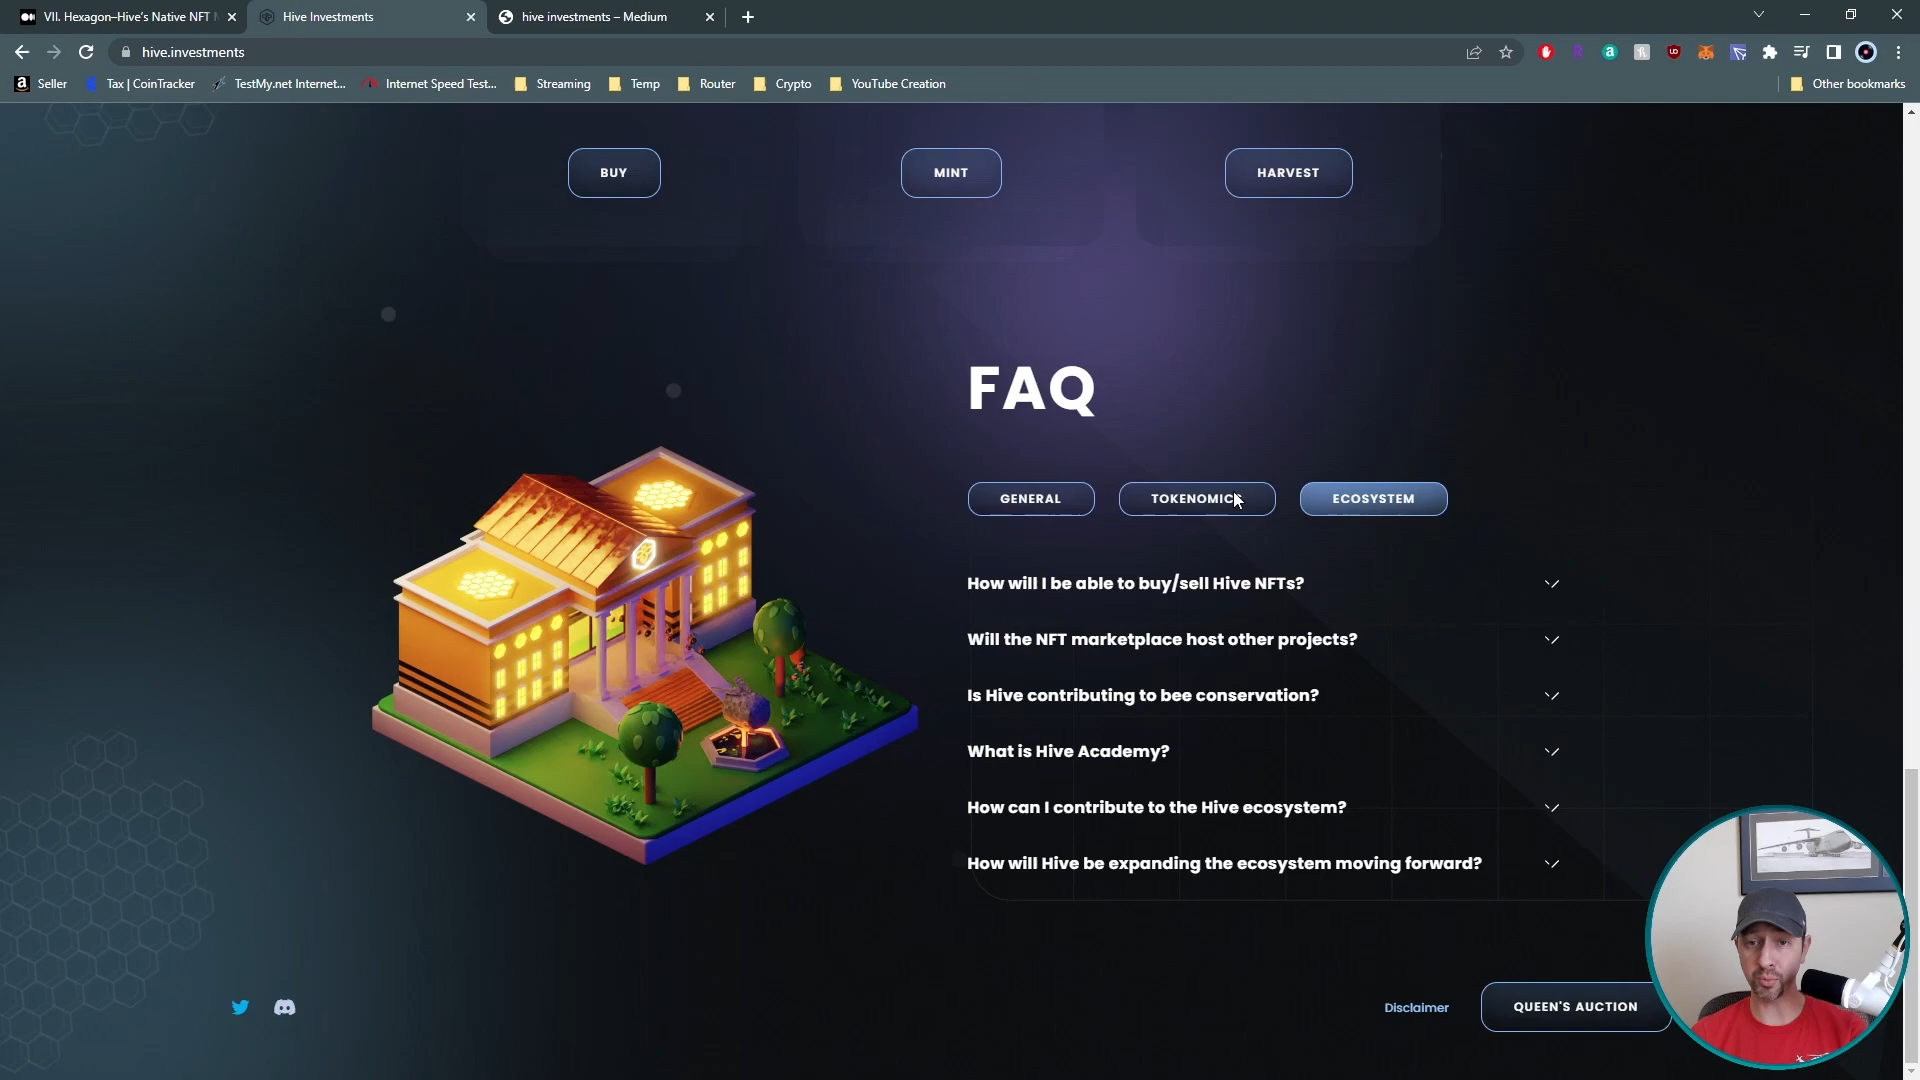 VII. Hexagon–Hive's Native NFT
Hive Investments
hive investments – Medium
hive.investments
Seller
Tax | CoinTracker
TestMy.net Internet...
Internet Speed Test...
Streaming
Temp
Router
Crypto
YouTube Creation
Other bookmarks
BUY
MINT
HARVEST
FAQ
GENERAL
TOKENOMICS
ECOSYSTEM
How will I be able to buy/sell Hive NFTs?
Will the NFT marketplace host other projects?
Is Hive contributing to bee conservation?
What is Hive Academy?
How can I contribute to the Hive ecosystem?
How will Hive be expanding the ecosystem moving forward?
Disclaimer
QUEEN'S AUCTION